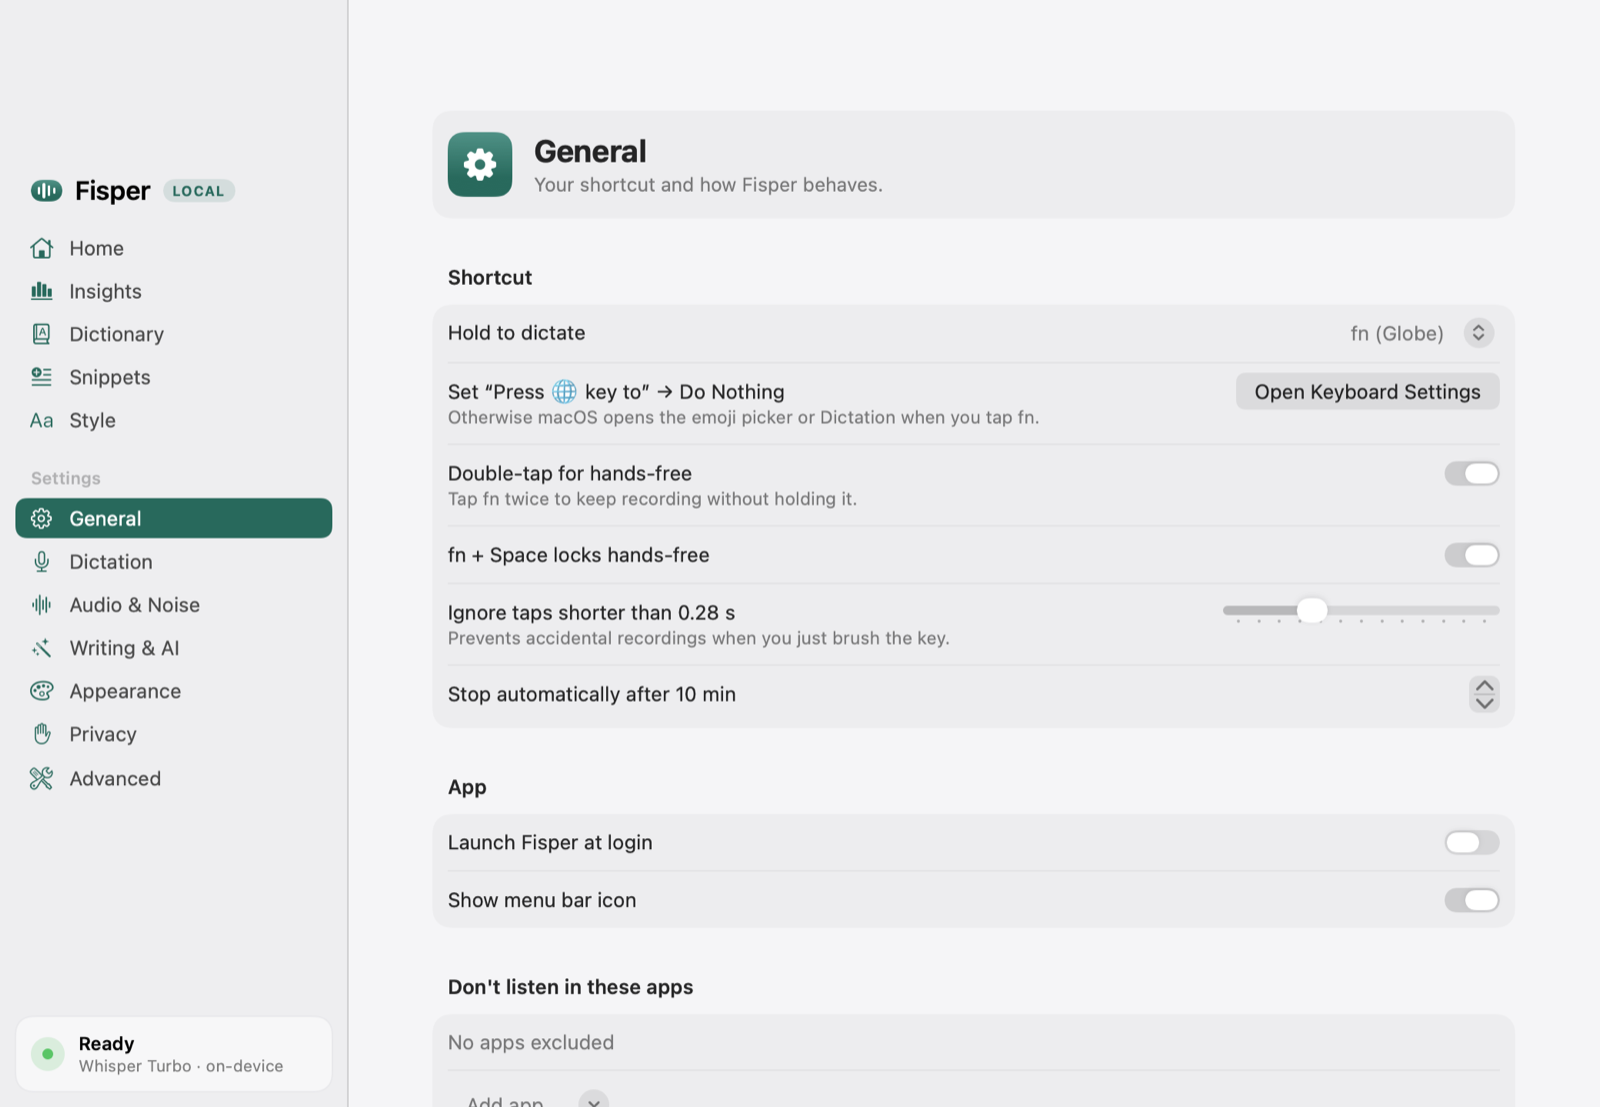 Fisper LOCAL
Home
Insights
Dictionary
Snippets
Aa Style
Settings
General
Dictation
Audio & Noise
Writing & AI
Appearance
Privacy
Advanced
Ready
Whisper Turbo · on-device
General
Your shortcut and how Fisper behaves.
Shortcut
Hold to dictate fn (Globe)
Set “Press 🌐 key to” → Do Nothing Open Keyboard Settings
Otherwise macOS opens the emoji picker or Dictation when you tap fn.
Double-tap for hands-free
Tap fn twice to keep recording without holding it.
fn + Space locks hands-free
Ignore taps shorter than 0.28 s
Prevents accidental recordings when you just brush the key.
Stop automatically after 10 min
App
Launch Fisper at login
Show menu bar icon
Don't listen in these apps
No apps excluded
Add app